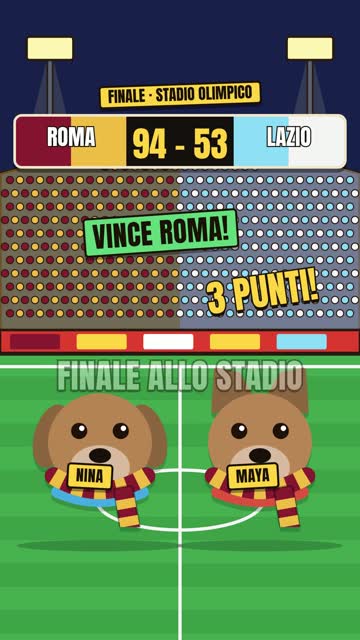 FINALE - STADIO OLIMPICO
ROMA
94 - 53
LAZIO
VINCE ROMA!
3 PUNTI!
FINALE ALLO STADIO
NINA
MAYA